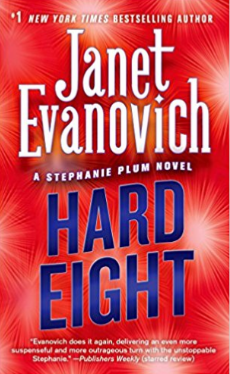 #1 NEW YORK TIMES BESTSELLING AUTHOR
Janet
Evanovich
A STEPHANIE PLUM NOVEL
HARD
EIGHT
"Evanovich does it again, delivering an even more
suspenseful and more outrageous turn with the unstoppable
Stephanie."—Publishers Weekly (starred review)